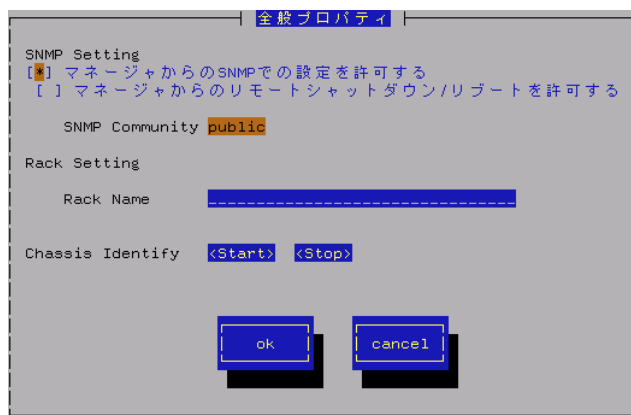 全般プロパティ
SNMP Setting
[*] マネージャからのSNMPでの設定を許可する
[ ] マネージャからのリモートシャットダウン/リブートを許可する
SNMP Community public
Rack Setting
Rack Name ________________________________
Chassis Identify <Start> <Stop>
ok cancel